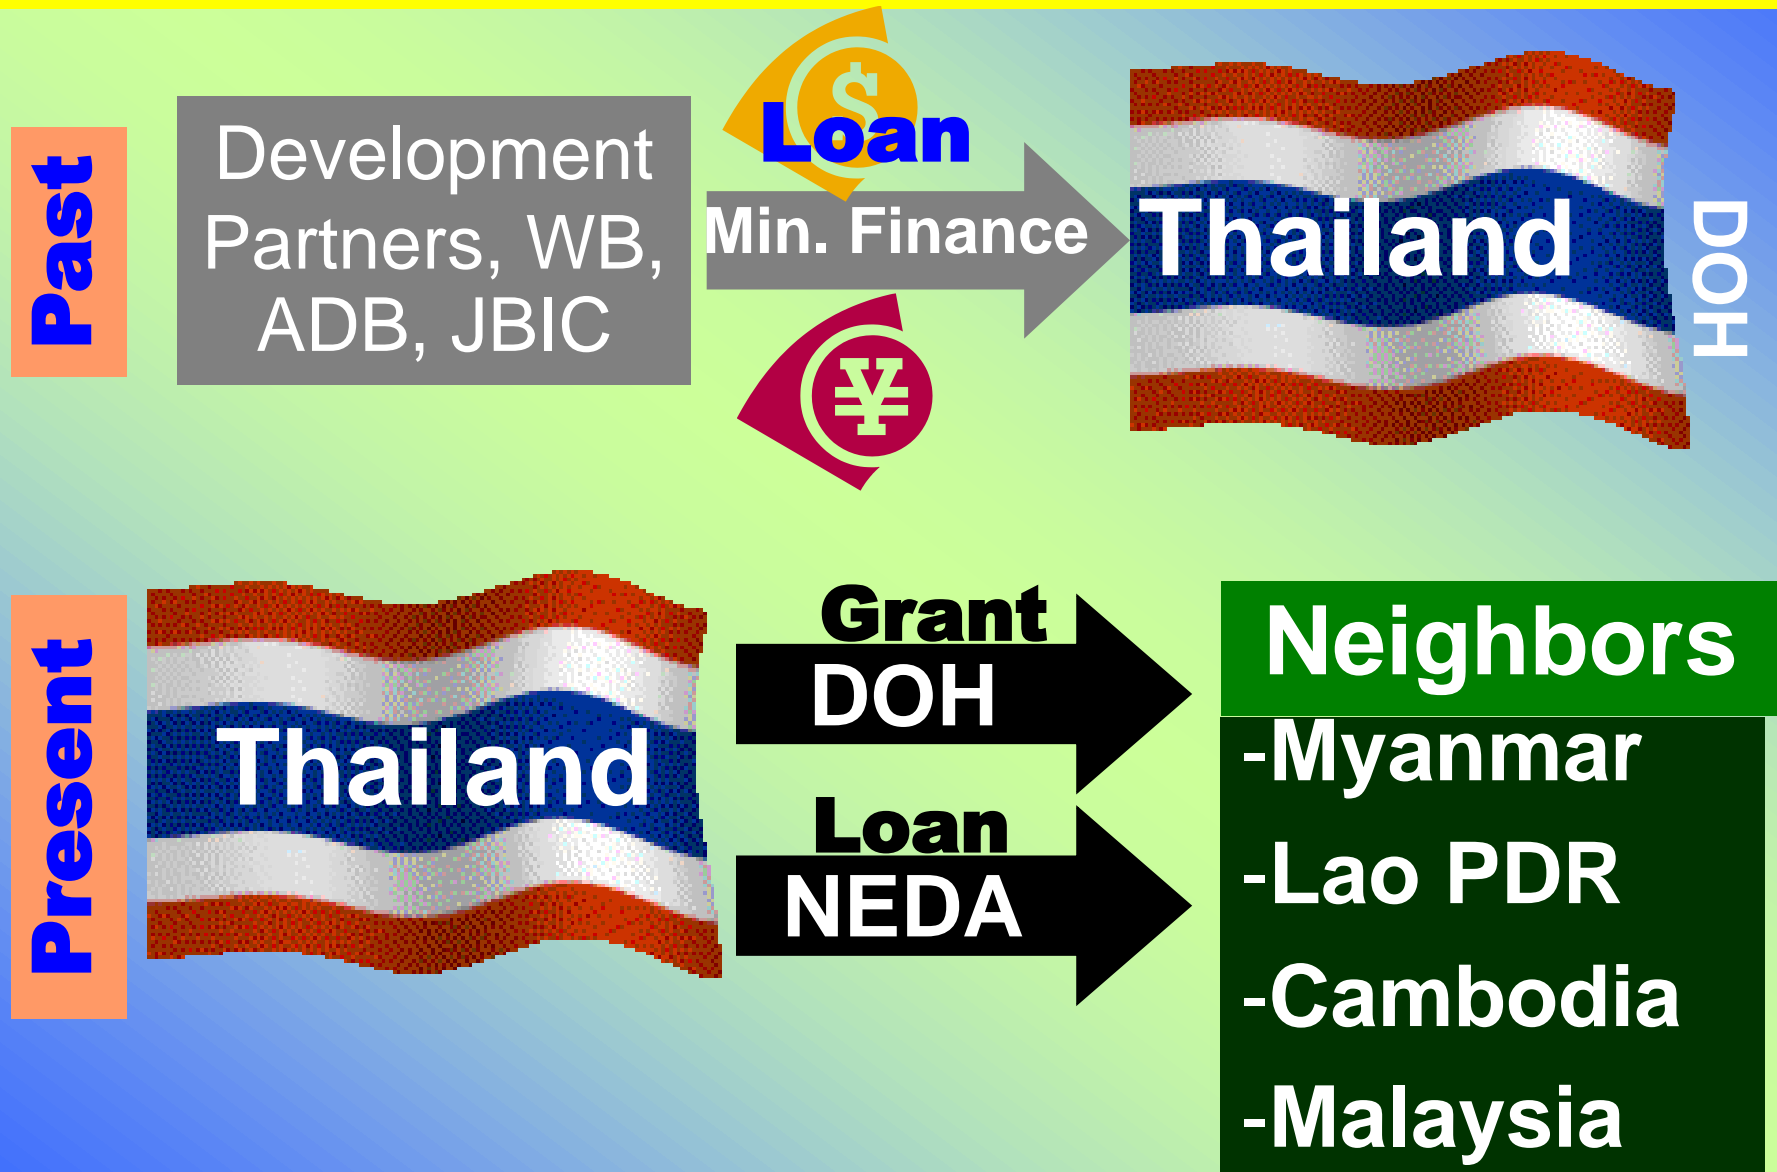 Past
Development
Partners, WB,
ADB, JBIC
$
Loan
Min. Finance
¥
Thailand
DOH
Present
Thailand
Grant
DOH
Loan
NEDA
Neighbors
-Myanmar
-Lao PDR
-Cambodia
-Malaysia